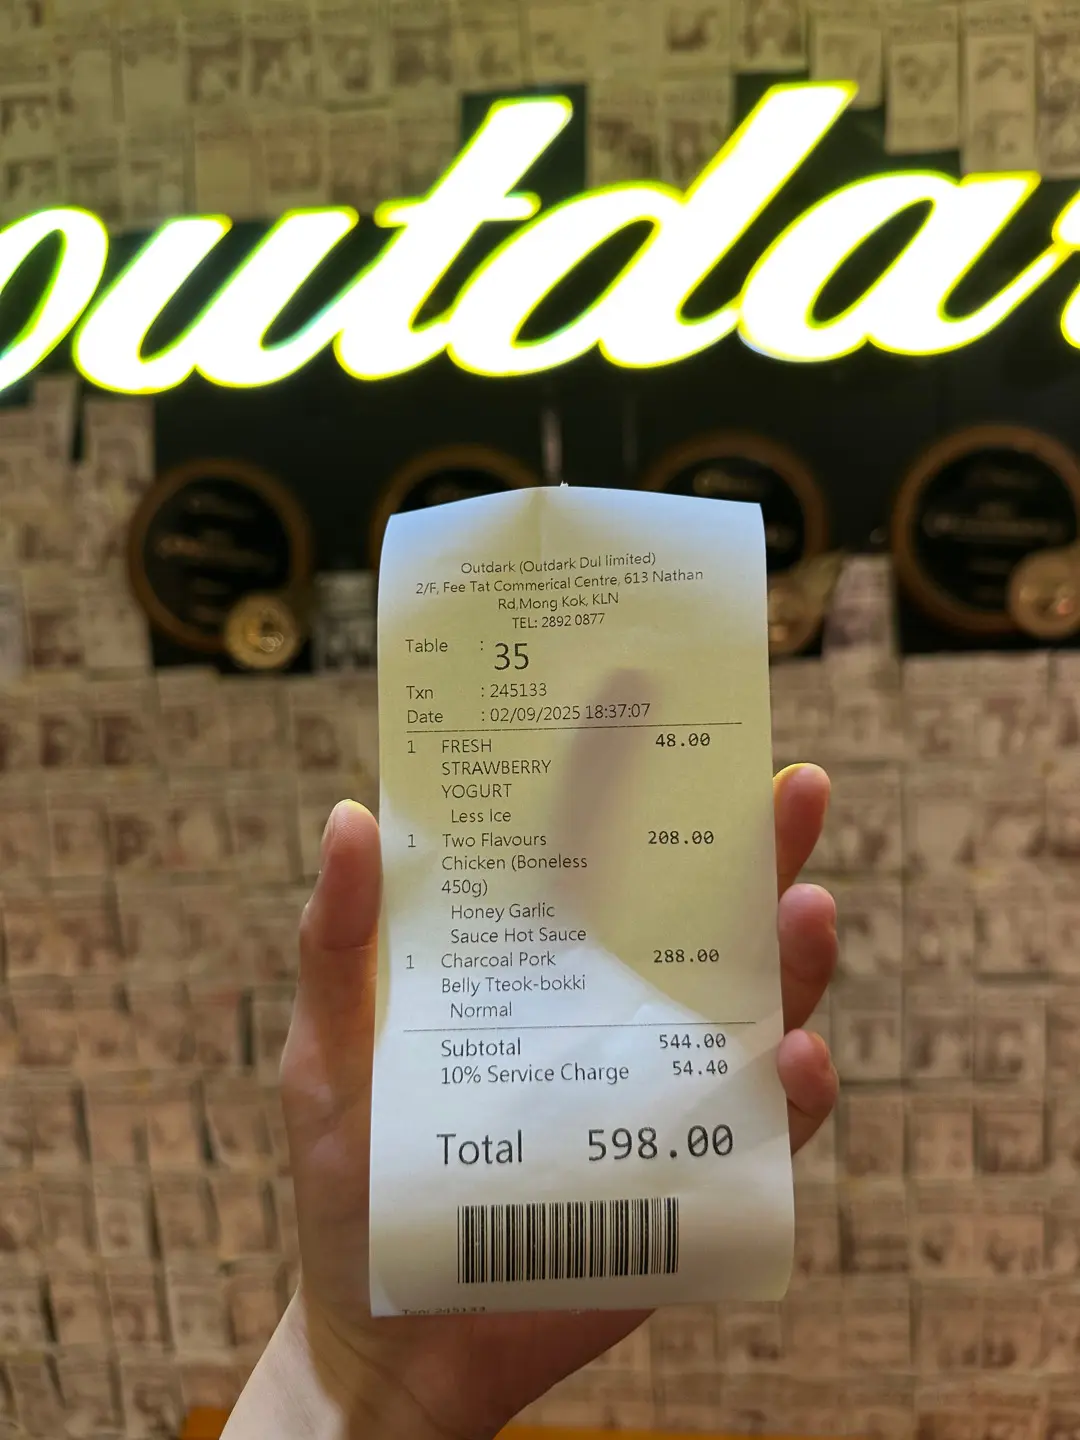 outdar
Outdark (Outdark Dul limited)
2/F, Fee Tat Commerical Centre, 613 Nathan
Rd,Mong Kok, KLN
TEL: 2892 0877
Table : 35
Txn : 245133
Date : 02/09/2025 18:37:07
1 FRESH 48.00
STRAWBERRY
YOGURT
Less Ice
1 Two Flavours 208.00
Chicken (Boneless
450g)
Honey Garlic
Sauce Hot Sauce
1 Charcoal Pork 288.00
Belly Tteok-bokki
Normal
Subtotal 544.00
10% Service Charge 54.40
Total 598.00
Txn: 245133